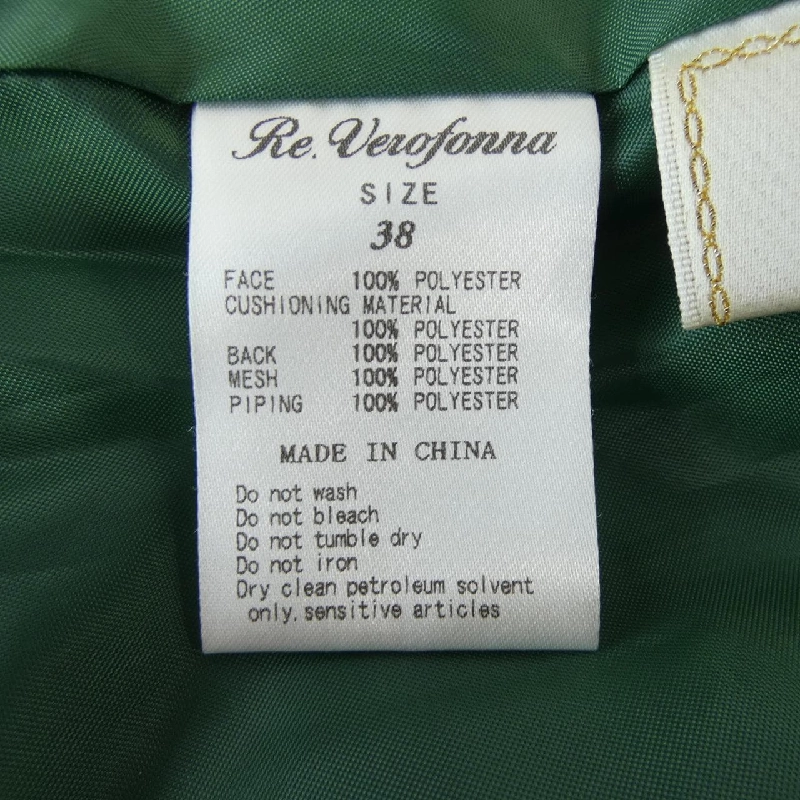 Re. Verofonna
SIZE
38
FACE 100% POLYESTER
CUSHIONING MATERIAL
100% POLYESTER
BACK 100% POLYESTER
MESH 100% POLYESTER
PIPING 100% POLYESTER
MADE IN CHINA
Do not wash
Do not bleach
Do not tumble dry
Do not iron
Dry clean petroleum solvent
only, sensitive articles